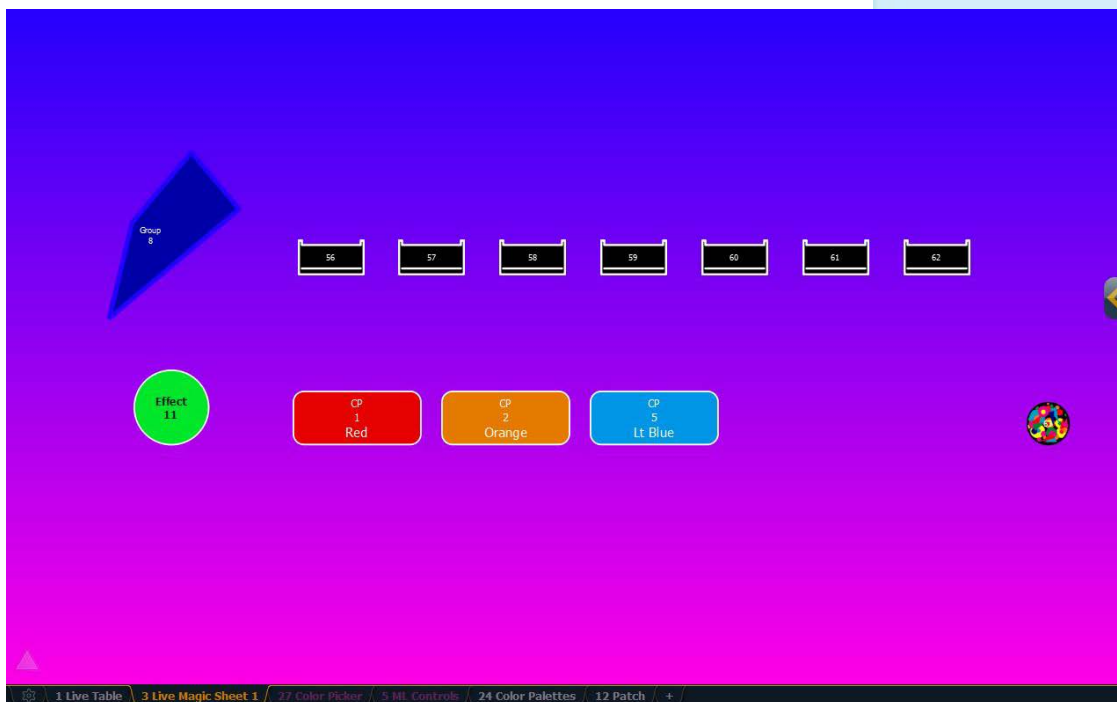 Group
8
56
57
58
59
60
61
62
Effect
11
CP
1
Red
CP
2
Orange
CP
5
Lt Blue
1 Live Table
3 Live Magic Sheet 1
27 Color Picker
5 ML Controls
24 Color Palettes
12 Patch
+